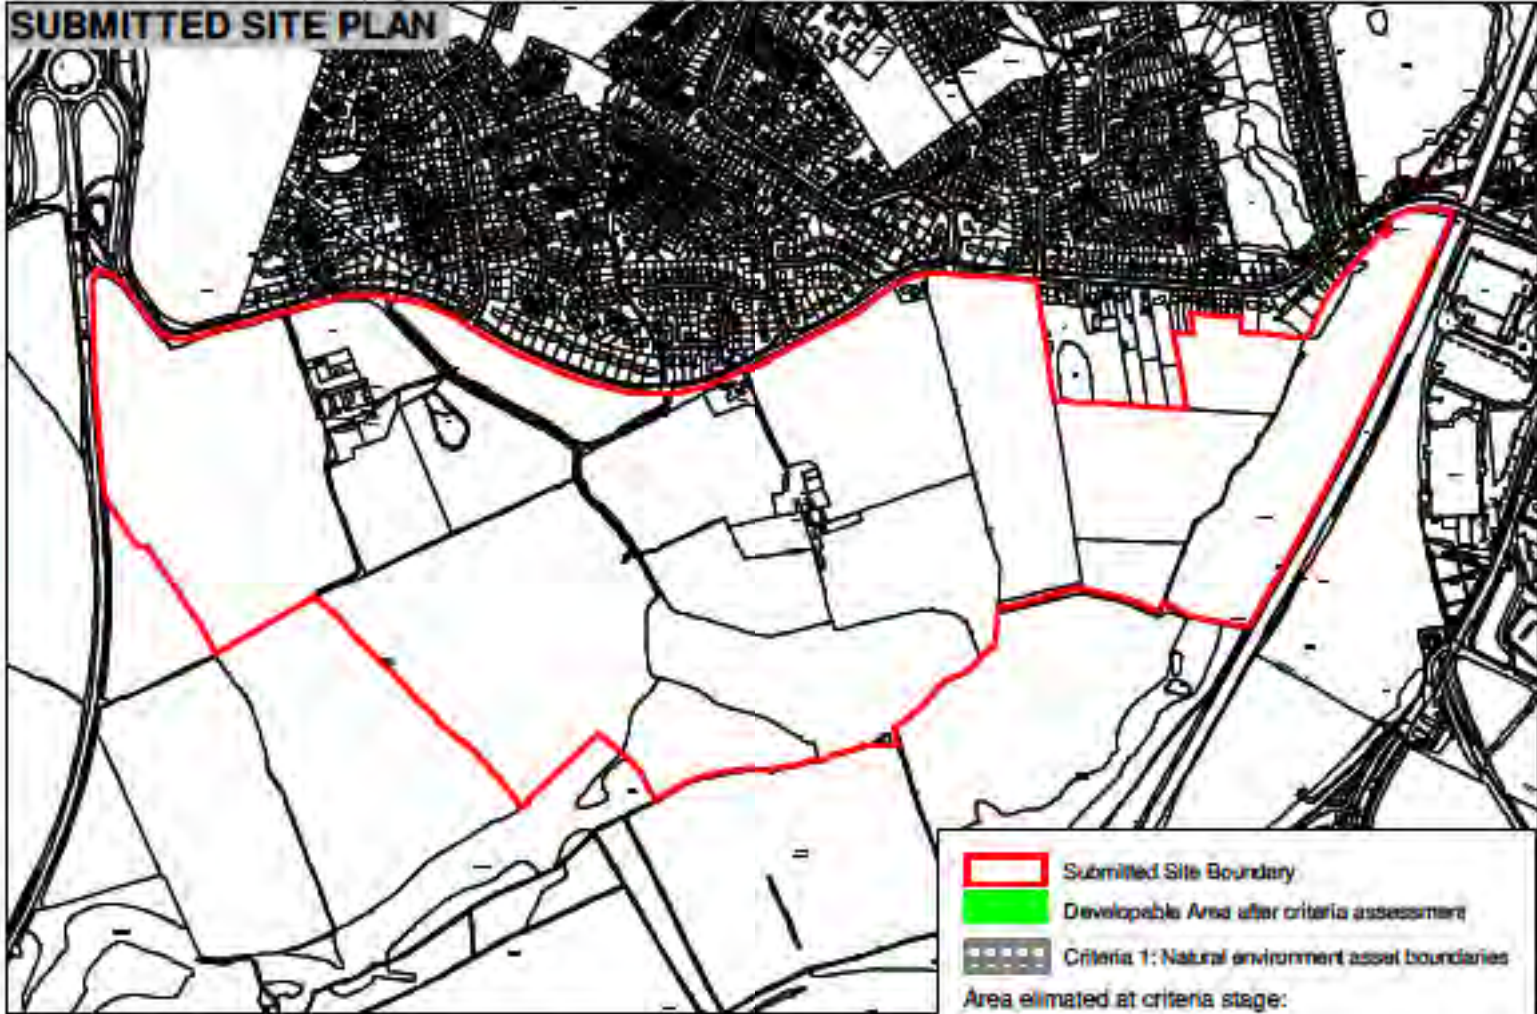 SUBMITTED SITE PLAN
Submitted Site Boundary
Developable Area after criteria assessment
Criteria 1: Natural environment asset boundaries
Area elimated at criteria stage: